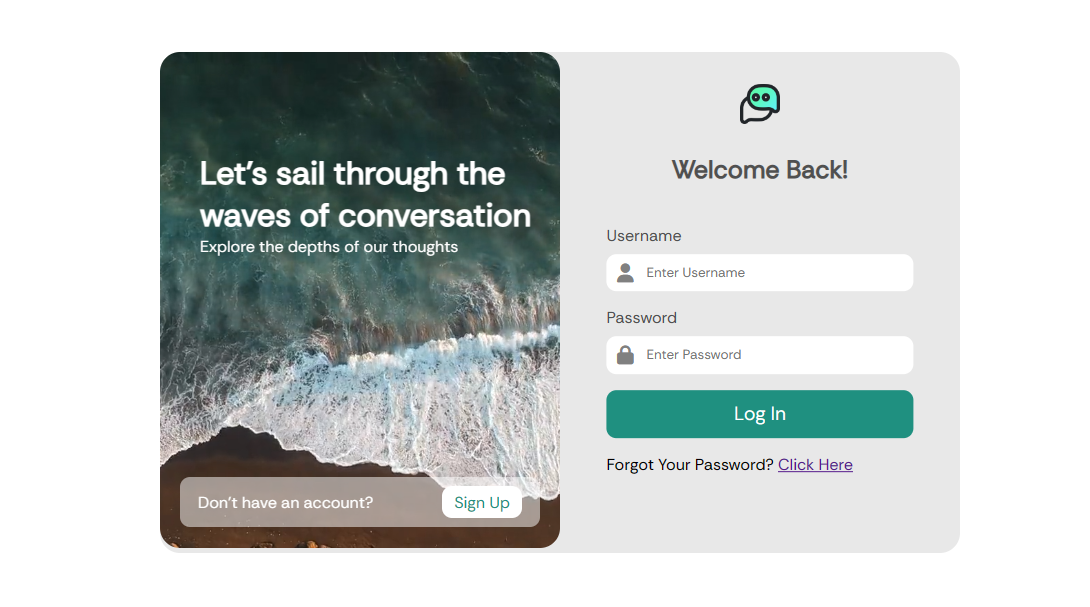 Let's sail through the
waves of conversation
Explore the depths of our thoughts
Don't have an account?
Sign Up
Welcome Back!
Username
Enter Username
Password
Enter Password
Log In
Forgot Your Password? Click Here